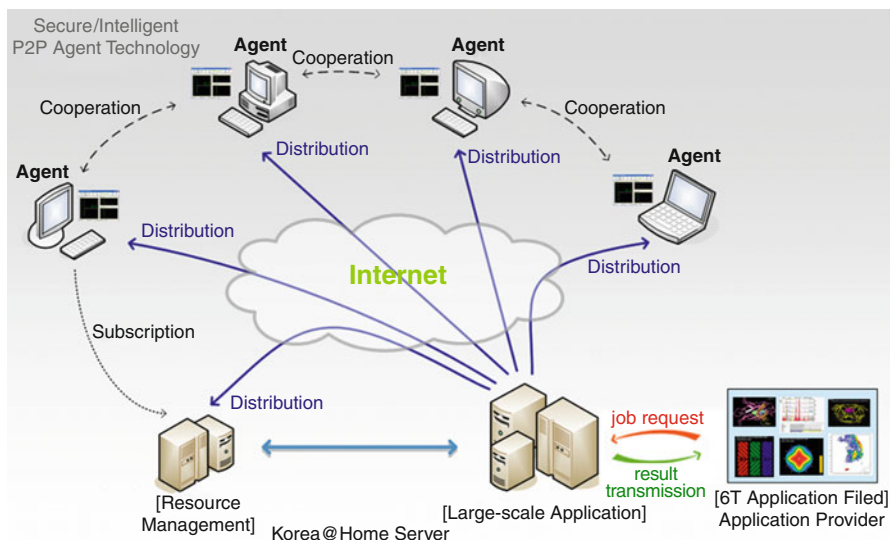 Secure/Intelligent
P2P Agent Technology
Agent
Cooperation
Agent
Cooperation
Cooperation
Agent
Agent
Distribution
Distribution
Distribution
Distribution
Internet
Subscription
Distribution
job request
result
transmission
[Resource
Management]
[Large-scale Application]
[6T Application Filed]
Application Provider
Korea@Home Server